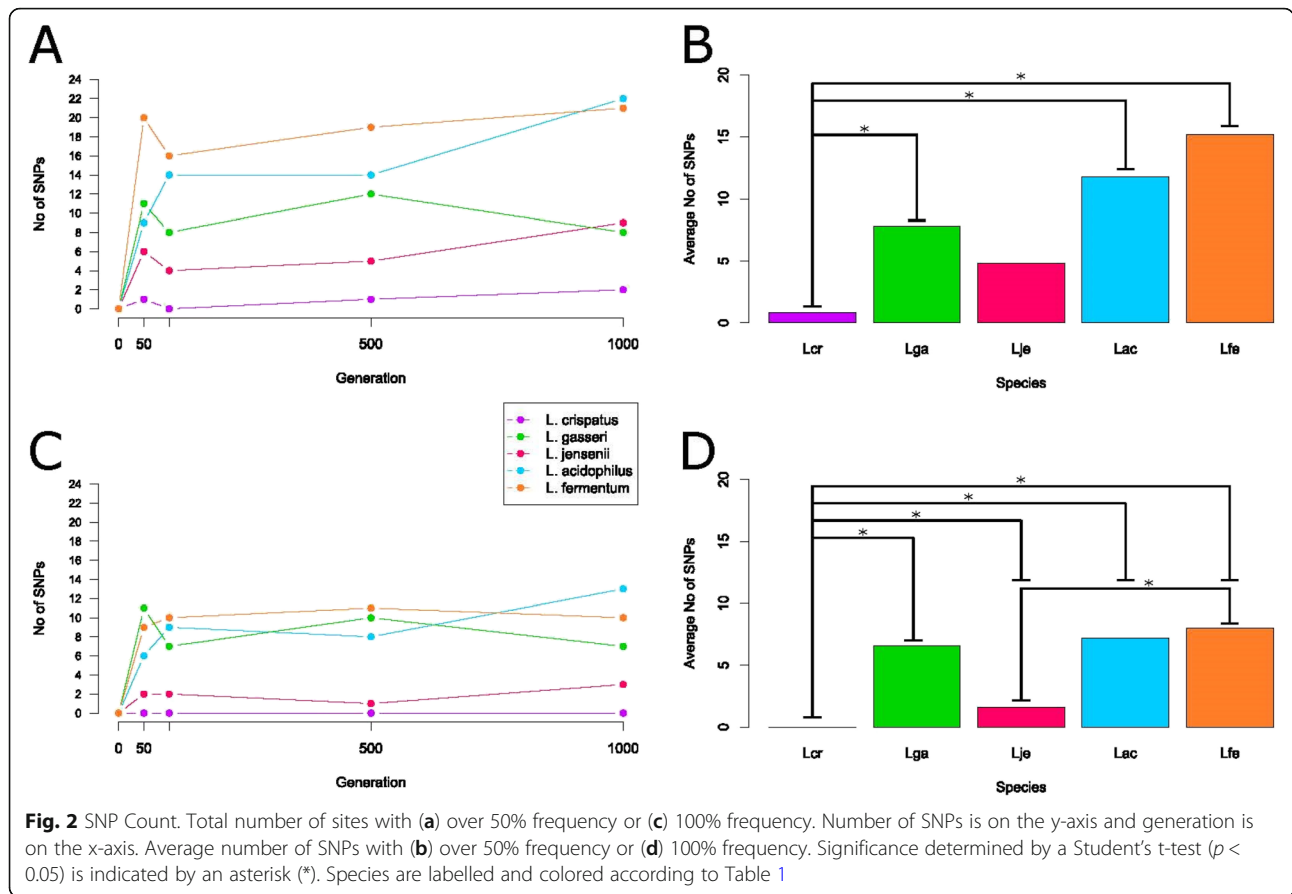 A
24
22
20
18
16
14
12
10
8
6
4
2
0
No of SNPs
0 50 500 1000
Generation
B
20
15
10
5
0
Average No of SNPs
*
*
*
Lcr Lga Lje Lac Lfe
Species
L. crispatus
L. gasseri
L. jensenii
L. acidophilus
L. fermentum
C
24
22
20
18
16
14
12
10
8
6
4
2
0
No of SNPs
0 50 500 1000
Generation
D
20
15
10
5
0
Average No of SNPs
*
*
*
*
*
Lcr Lga Lje Lac Lfe
Species
Fig. 2 SNP Count. Total number of sites with (a) over 50% frequency or (c) 100% frequency. Number of SNPs is on the y-axis and generation is
on the x-axis. Average number of SNPs with (b) over 50% frequency or (d) 100% frequency. Significance determined by a Student's t-test (p <
0.05) is indicated by an asterisk (*). Species are labelled and colored according to Table 1